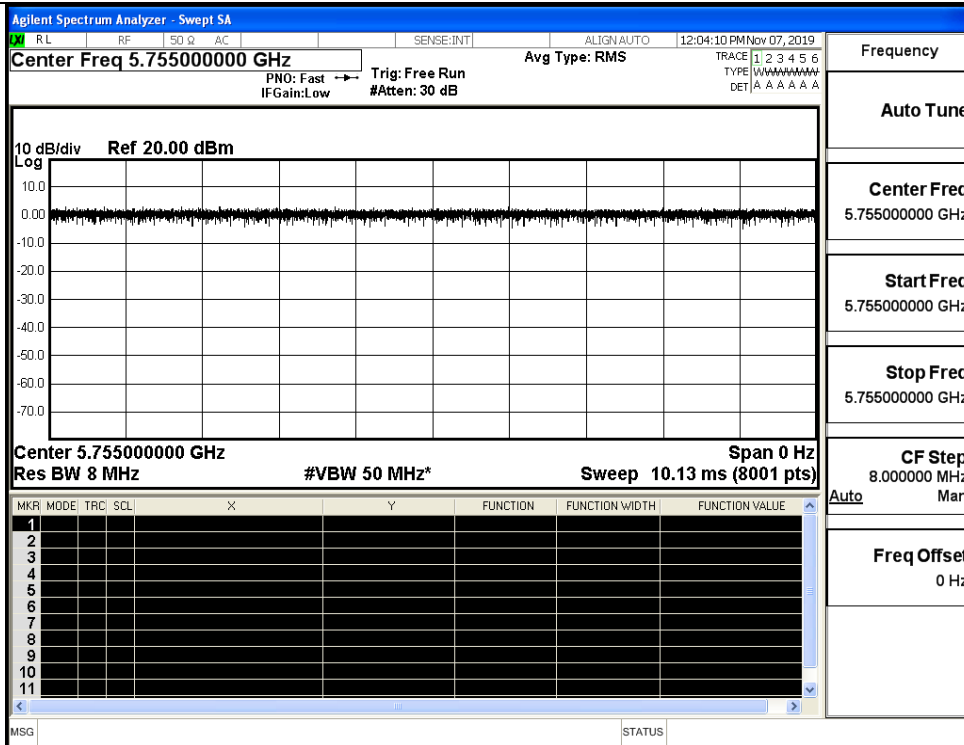 Agilent Spectrum Analyzer - Swept SA
LXI RL RF 50 Ω AC SENSE:INT ALIGN AUTO 12:04:10 PM Nov 07, 2019
Center Freq 5.755000000 GHz
PNO: Fast
IFGain:Low
Trig: Free Run
#Atten: 30 dB
Avg Type: RMS
TRACE 1 2 3 4 5 6
TYPE WWWWWW
DET A A A A A A
10 dB/div Ref 20.00 dBm
Log
10.0
0.00
-10.0
-20.0
-30.0
-40.0
-50.0
-60.0
-70.0
Center 5.755000000 GHz Span 0 Hz
Res BW 8 MHz #VBW 50 MHz* Sweep 10.13 ms (8001 pts)
MKR MODE TRC SCL X Y FUNCTION FUNCTION WIDTH FUNCTION VALUE
1
2
3
4
5
6
7
8
9
10
11
MSG STATUS
Frequency
Auto Tune
Center Freq
5.755000000 GHz
Start Freq
5.755000000 GHz
Stop Freq
5.755000000 GHz
CF Step
8.000000 MHz
Auto Man
Freq Offset
0 Hz